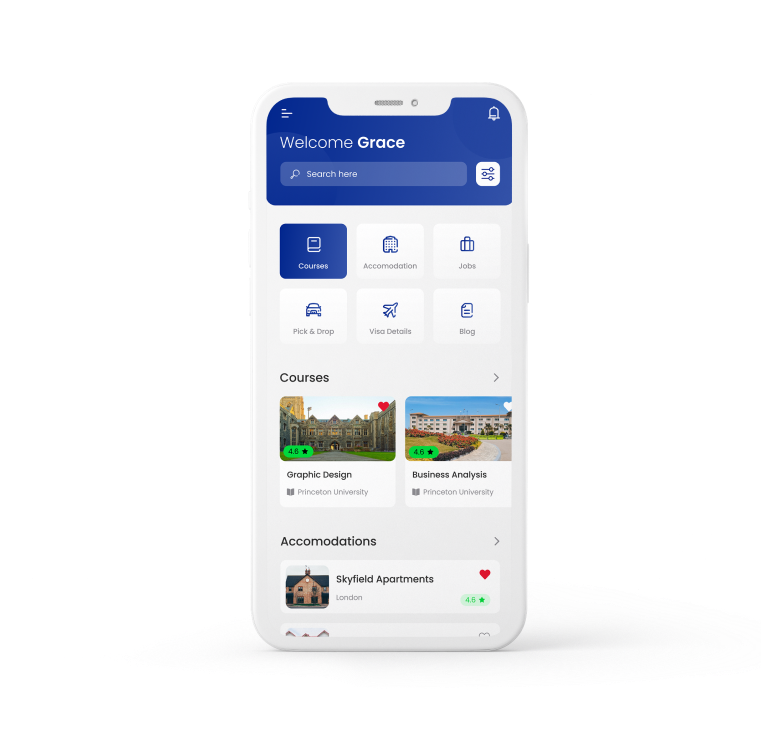 Welcome Grace
Search here
Courses
Accomodation
Jobs
Pick & Drop
Visa Details
Blog
Courses
4.6
4.6
Graphic Design
Business Analysis
Princeton University
Princeton University
Accomodations
Skyfield Apartments
London
4.6